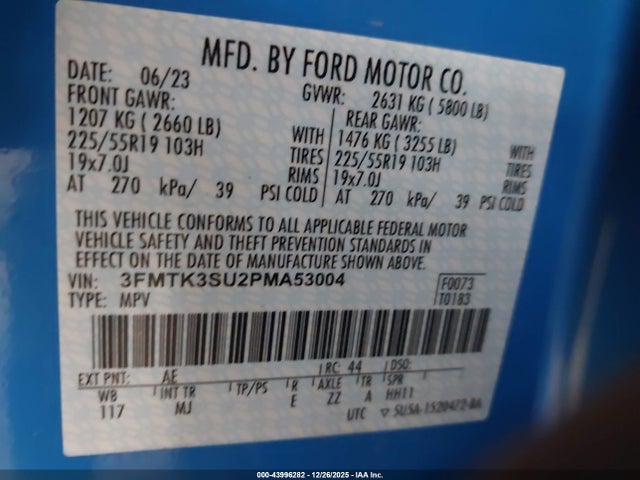 MFD. BY FORD MOTOR CO.
DATE: 06/23 GVWR: 2631 KG ( 5800 LB)
FRONT GAWR: REAR GAWR:
1207 KG ( 2660 LB) WITH 1476 KG ( 3255 LB) WITH
225/55R19 103H TIRES 225/55R19 103H TIRES
19x7.0J RIMS 19x7.0J RIMS
AT 270 kPa/ 39 PSI COLD AT 270 kPa/ 39 PSI COLD
THIS VEHICLE CONFORMS TO ALL APPLICABLE FEDERAL MOTOR
VEHICLE SAFETY AND THEFT PREVENTION STANDARDS IN
EFFECT ON THE DATE OF MANUFACTURE SHOWN ABOVE.
VIN: 3FMTK3SU2PMA53004 F0073
TYPE: MPV T0183
EXT PNT: AE RC: 44 DSO:
WB INT TR TP/PS R AXLE TR SPR
117 MJ E ZZ A HH11
UTC ▽ SU5A-1520472-BA
000-43996282 - 12/26/2025 - IAA Inc.